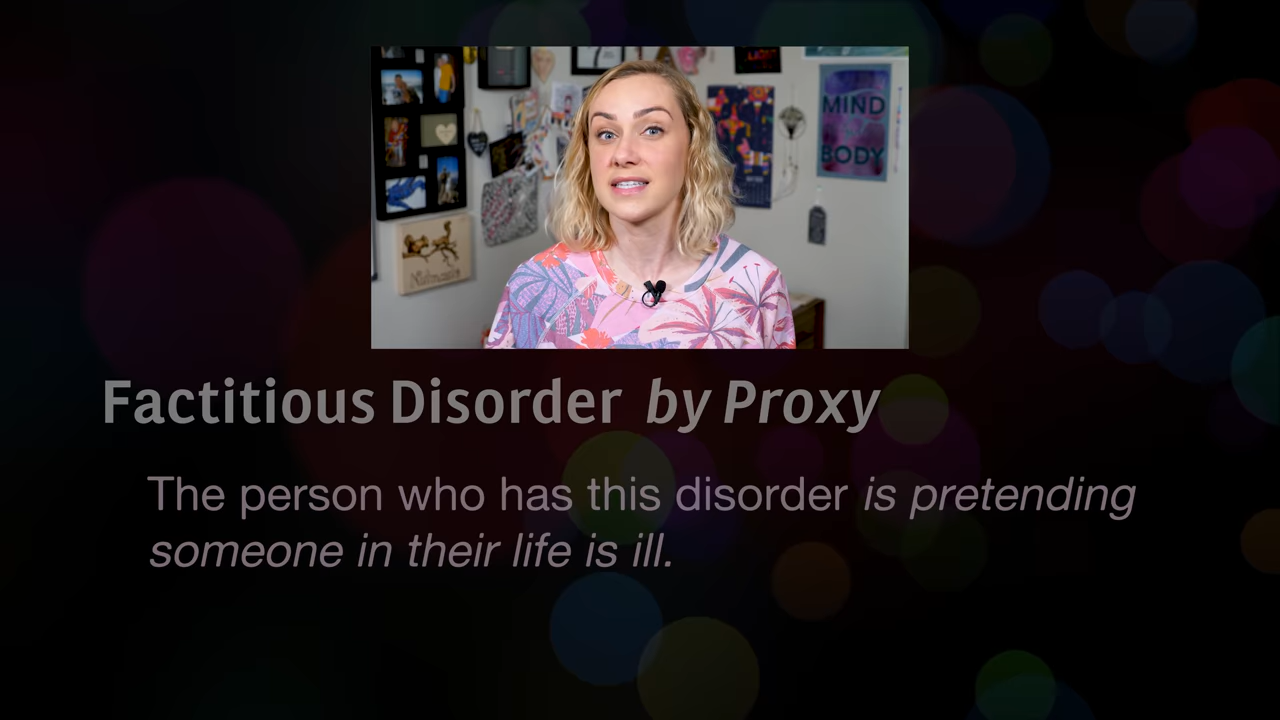 MIND
BODY
Factitious Disorder by Proxy
The person who has this disorder is pretending
someone in their life is ill.